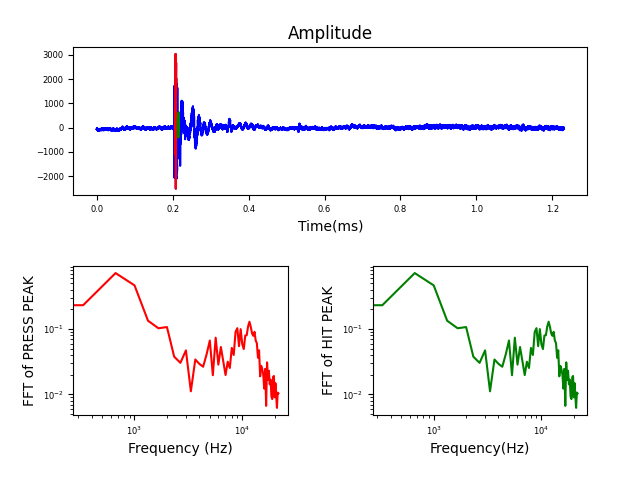 Amplitude
3000
2000
1000
0
−1000
−2000
0.0 0.2 0.4 0.6 0.8 1.0 1.2
Time(ms)
FFT of PRESS PEAK
10⁻¹
10⁻²
10³ 10⁴
Frequency (Hz)
FFT of HIT PEAK
10⁻¹
10⁻²
10³ 10⁴
Frequency(Hz)